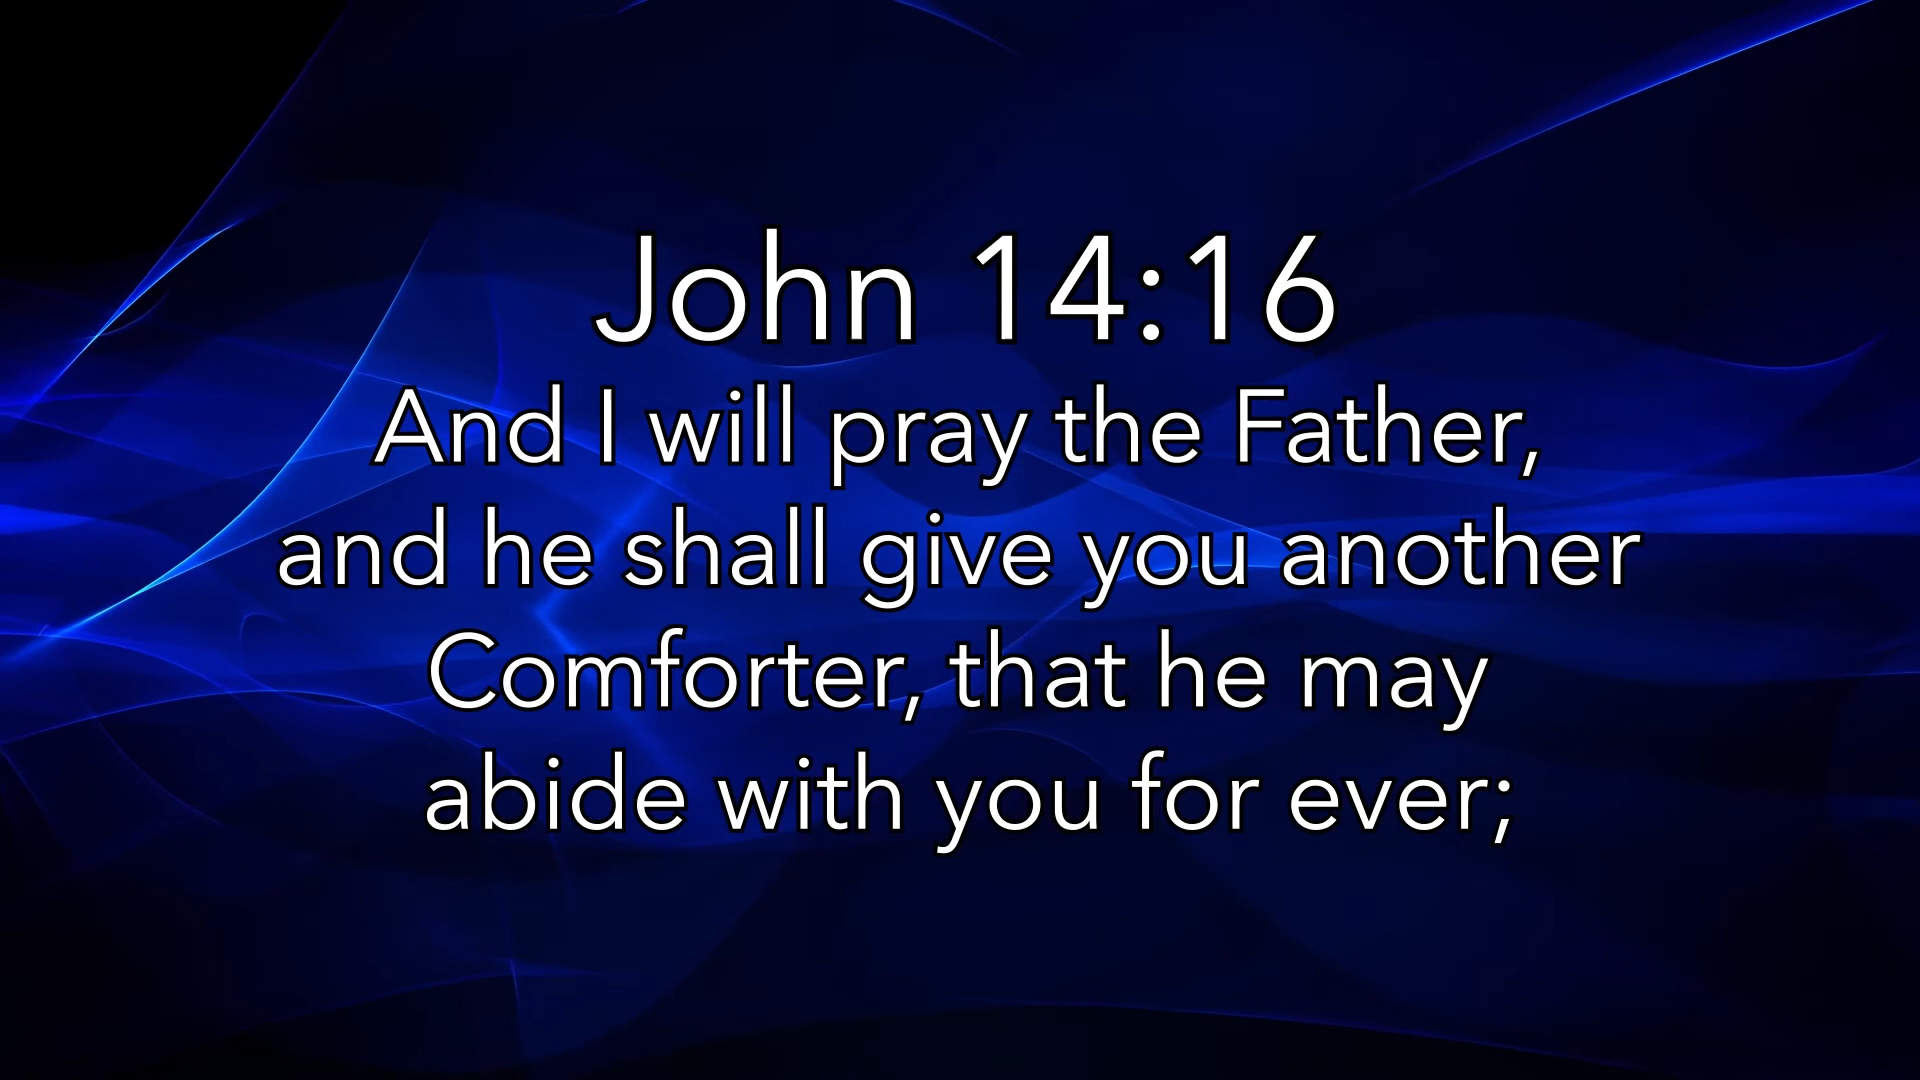 John 14:16
And I will pray the Father,
and he shall give you another
Comforter, that he may
abide with you for ever;